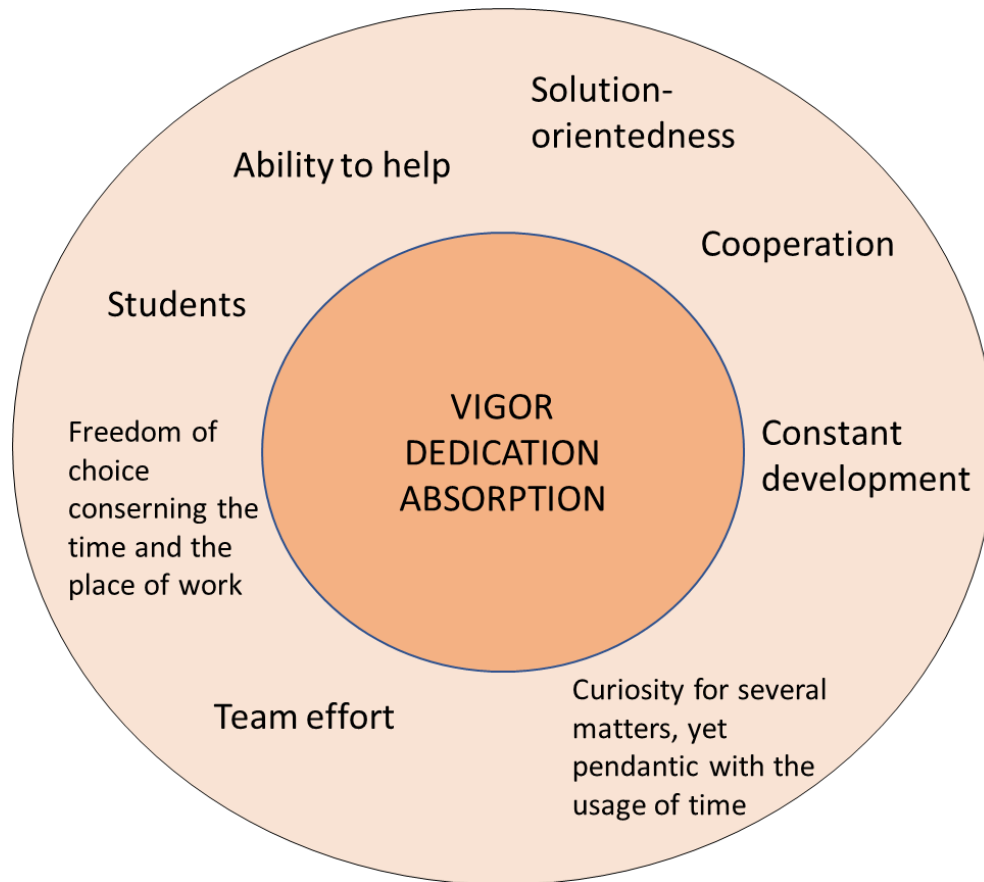 Solution-
orientedness
Ability to help
Cooperation
Students
VIGOR
DEDICATION
ABSORPTION
Freedom of
choice
conserning the
time and the
place of work
Constant
development
Team effort
Curiosity for several
matters, yet
pendantic with the
usage of time